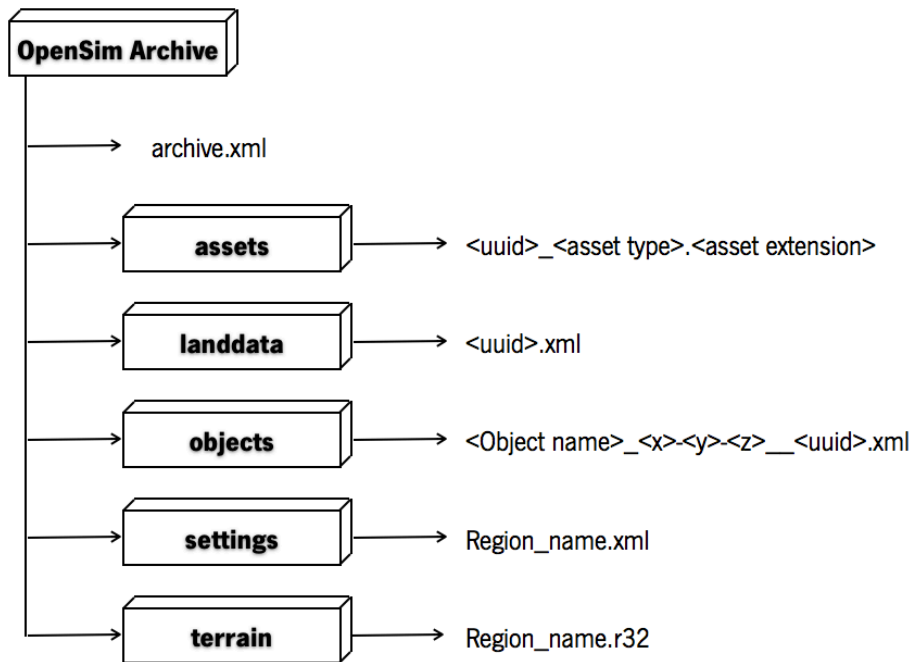 OpenSim Archive
archive.xml
assets
<uuid>_<asset type>.<asset extension>
landdata
<uuid>.xml
objects
<Object name>_<x>-<y>-<z>__<uuid>.xml
settings
Region_name.xml
terrain
Region_name.r32